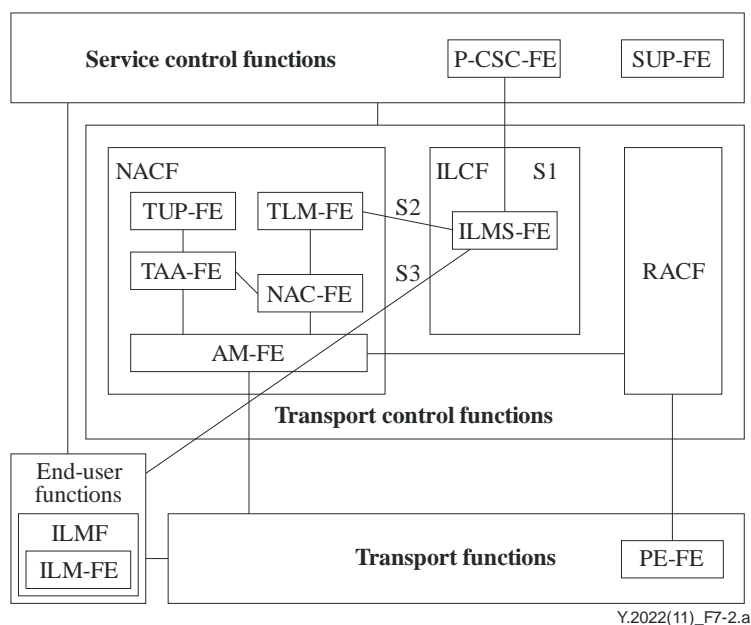 Service control functions
P-CSC-FE
SUP-FE
NACF
ILCF
S1
TUP-FE
TLM-FE
S2
ILMS-FE
TAA-FE
NAC-FE
S3
RACF
AM-FE
Transport control functions
End-user
functions
ILMF
ILM-FE
Transport functions
PE-FE
Y.2022(11)_F7-2.a